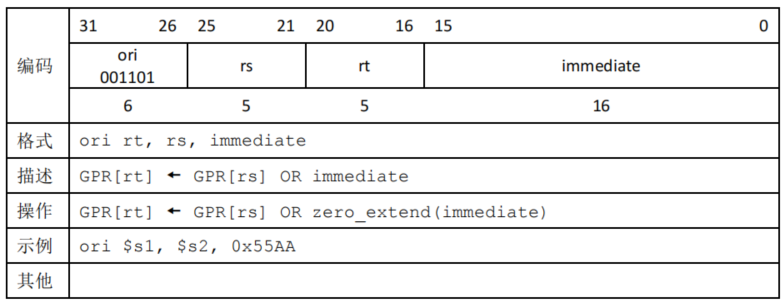 31 26 25 21 20 16 15 0
编码
ori
001101
rs
rt
immediate
6 5 5 16
格式 ori rt, rs, immediate
描述 GPR[rt] ← GPR[rs] OR immediate
操作 GPR[rt] ← GPR[rs] OR zero_extend(immediate)
示例 ori $s1, $s2, 0x55AA
其他